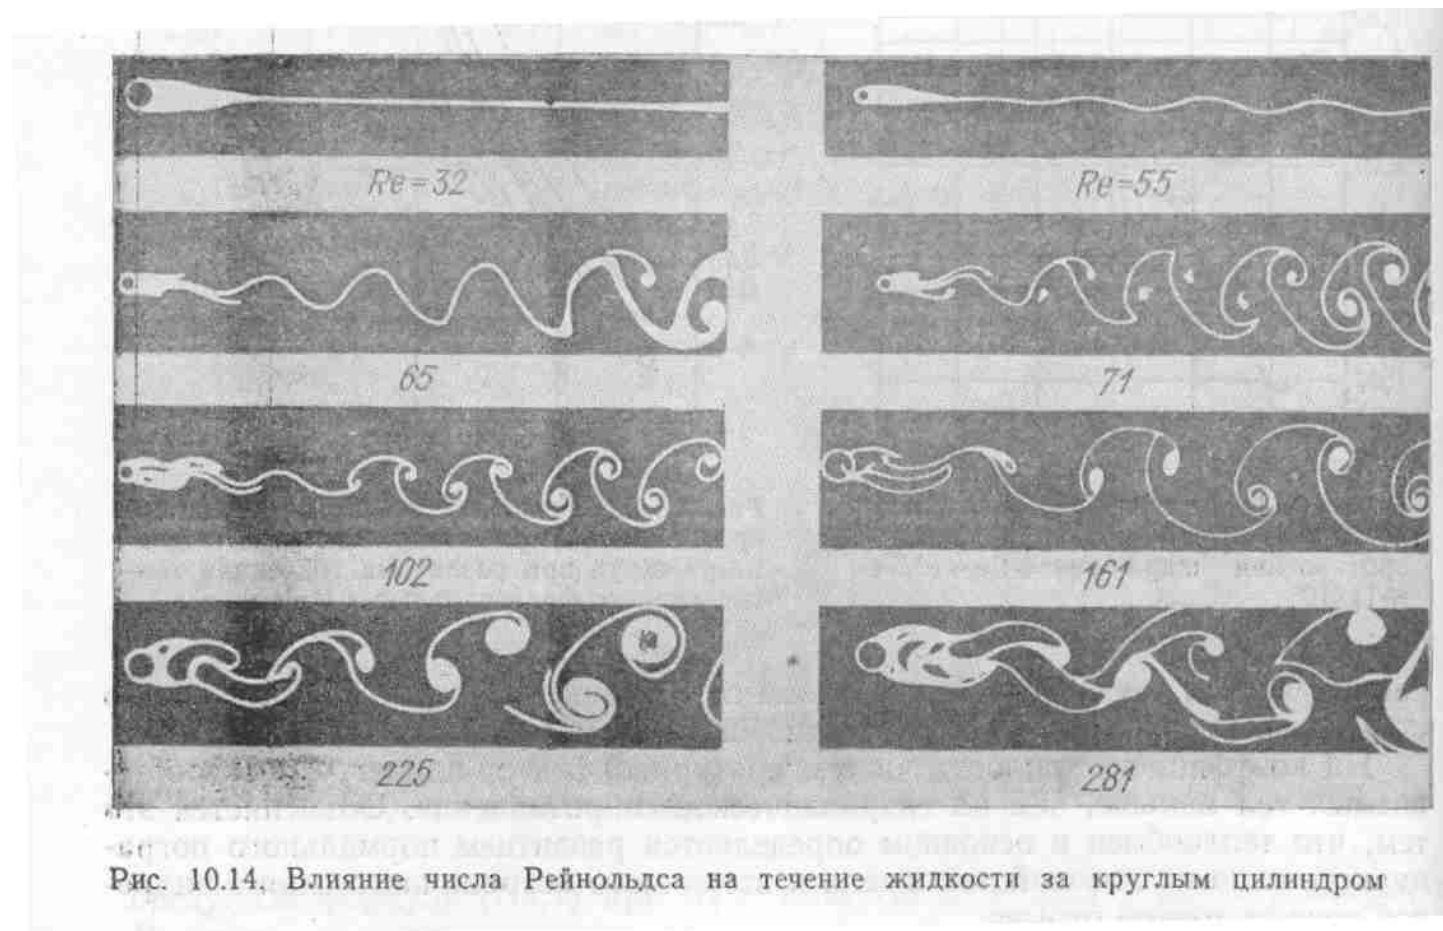 Re=32
Re=55
65
71
102
161
225
281
Рис. 10.14. Влияние числа Рейнольдса на течение жидкости за круглым цилиндром